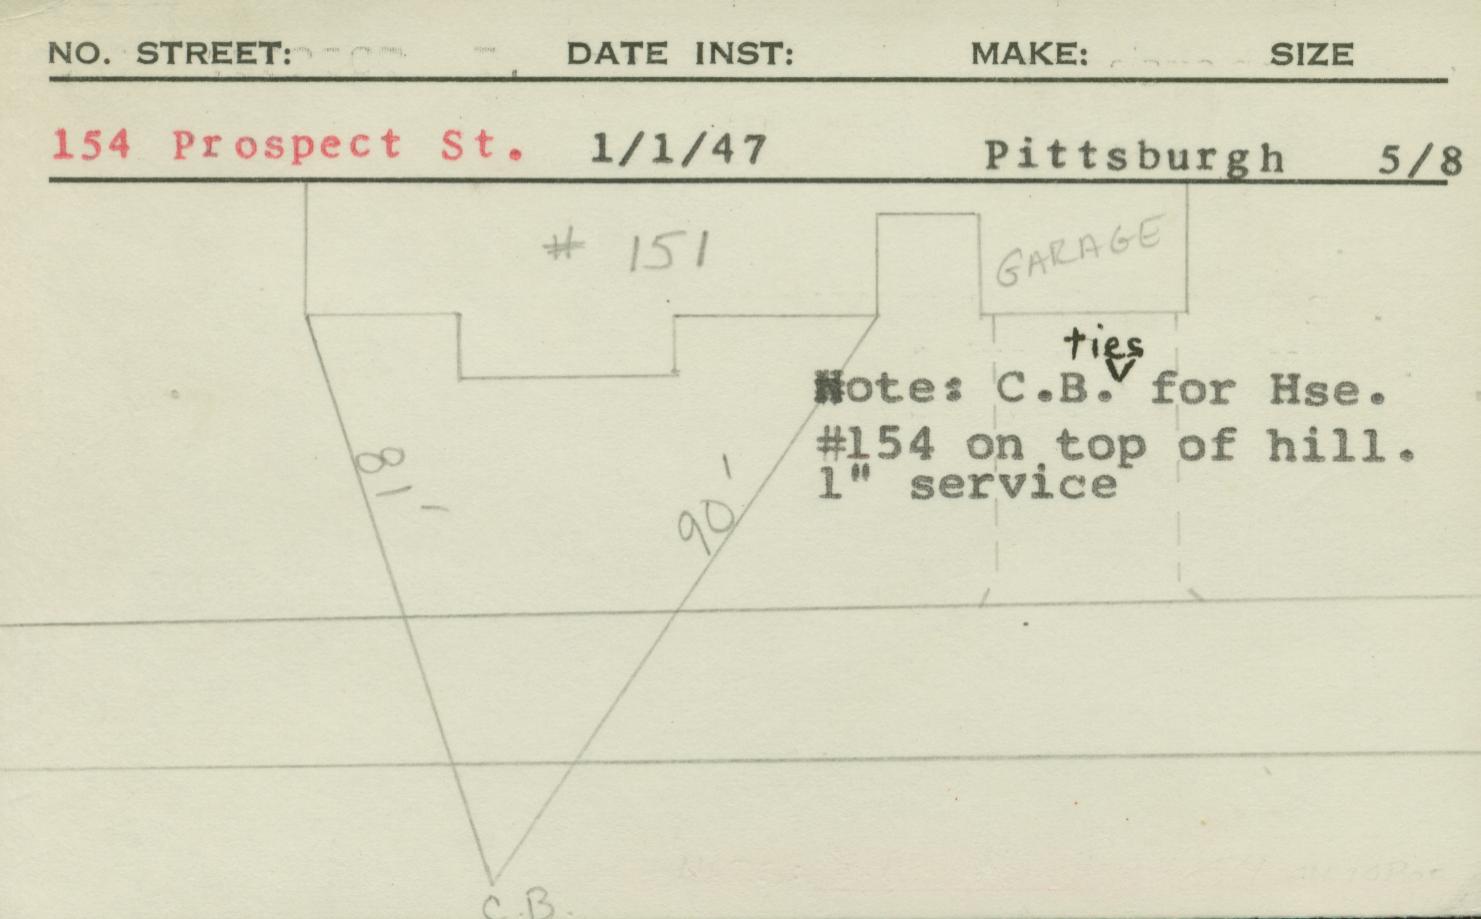 NO. STREET: DATE INST: MAKE: SIZE
154 Prospect St. 1/1/47 Pittsburgh 5/8
# 151
GARAGE
ties
Note: C.B. for Hse.
#154 on top of hill.
1" service
81'
90'
C.B.